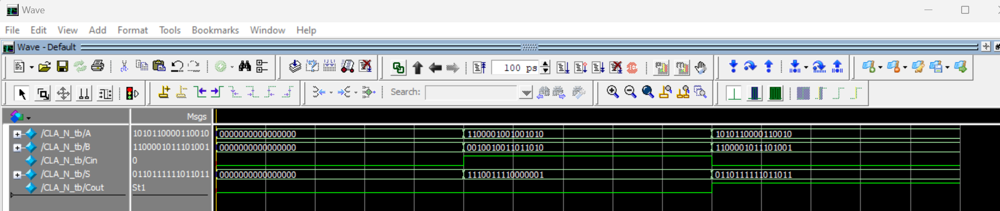 Wave
File Edit View Add Format Tools Bookmarks Window Help
Wave - Default
100 ps
Search:
Msgs
/CLA_N_tb/A 1010110000110010 0000000000000000 1100001001001010 1010110000110010
/CLA_N_tb/B 1100001011101001 0000000000000000 0010010011011010 1100001011101001
/CLA_N_tb/Cin 0
/CLA_N_tb/S 0110111111011011 0000000000000000 1110011110000001 0110111111011011
/CLA_N_tb/Cout St1